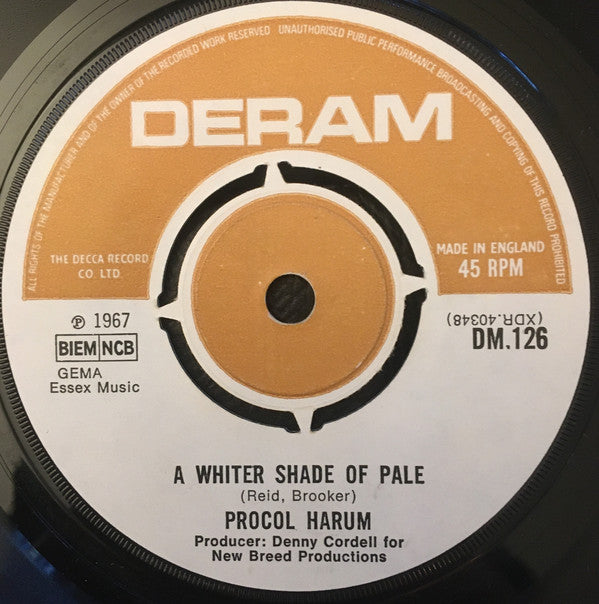 ALL RIGHTS OF THE MANUFACTURER AND OF THE OWNER OF THE RECORDED WORK RESERVED UNAUTHORISED PUBLIC PERFORMANCE BROADCASTING AND COPYING OF THIS RECORD PROHIBITED
DERAM
THE DECCA RECORD
CO. LTD.
MADE IN ENGLAND
45 RPM
℗ 1967
BIEM NCB
GEMA
Essex Music
(XDR.40348)
DM.126
A WHITER SHADE OF PALE
(Reid, Brooker)
PROCOL HARUM
Producer: Denny Cordell for
New Breed Productions